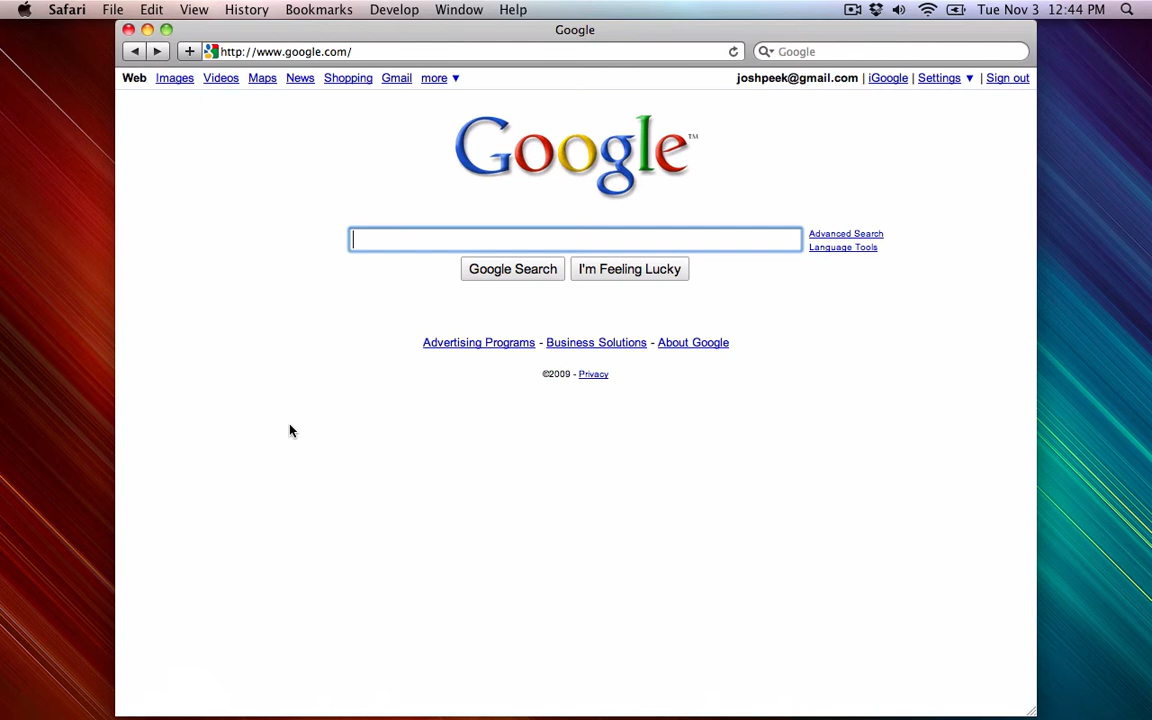 Safari File Edit View History Bookmarks Develop Window Help Tue Nov 3 12:44 PM
Google
http://www.google.com/ Google
Web Images Videos Maps News Shopping Gmail more ▼ joshpeek@gmail.com | iGoogle | Settings ▼ | Sign out
Google™
Advanced Search
Language Tools
Google Search I'm Feeling Lucky
Advertising Programs - Business Solutions - About Google
©2009 - Privacy